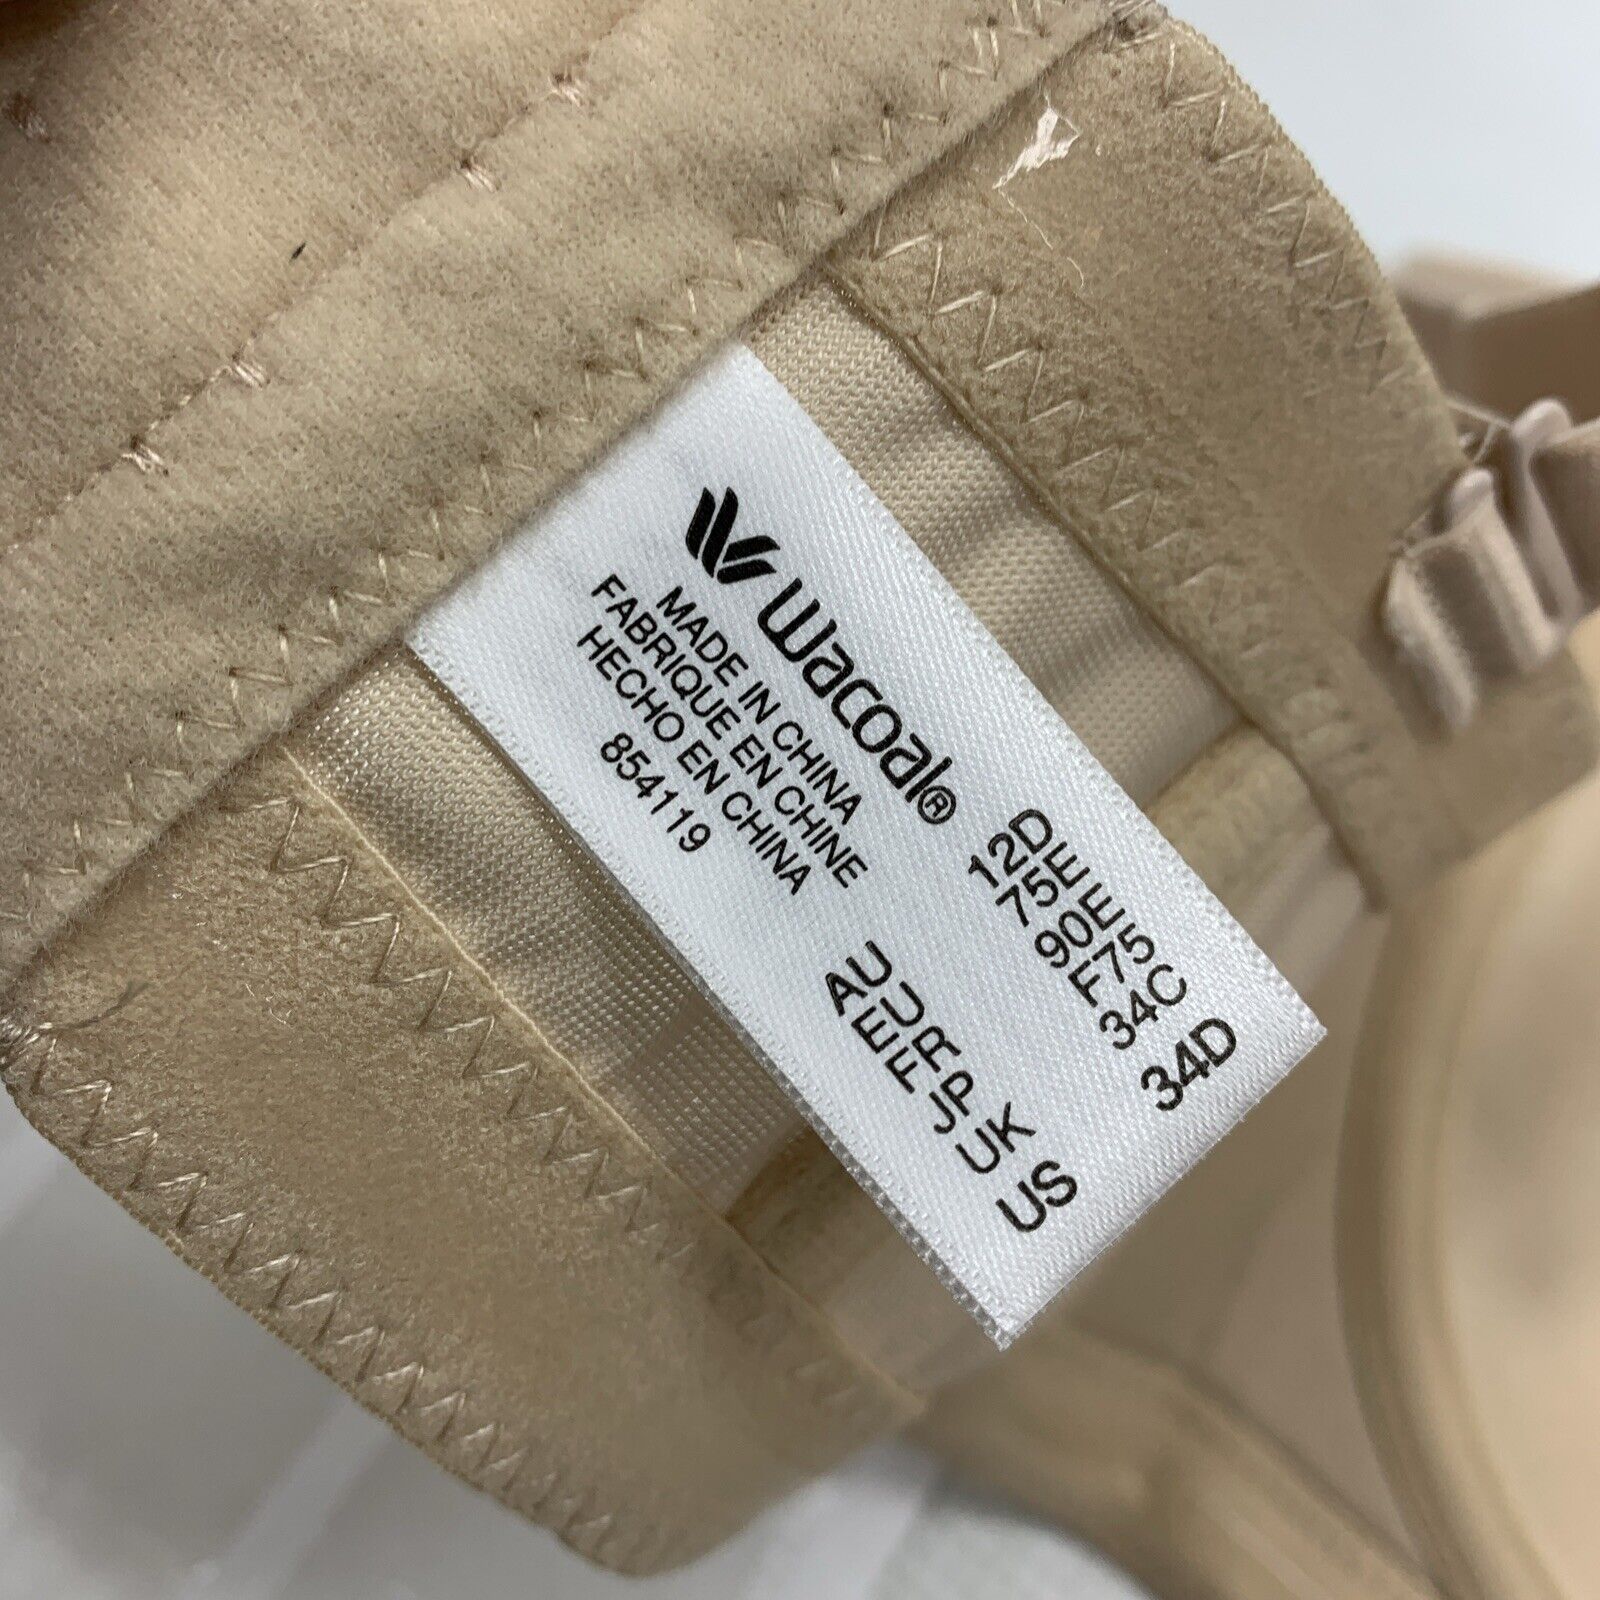 wacoal®
MADE IN CHINA
FABRIQUE EN CHINE
HECHO EN CHINA
854119
AU 12D
EU 75E
FR 90E
JP F75
UK 34C
US 34D